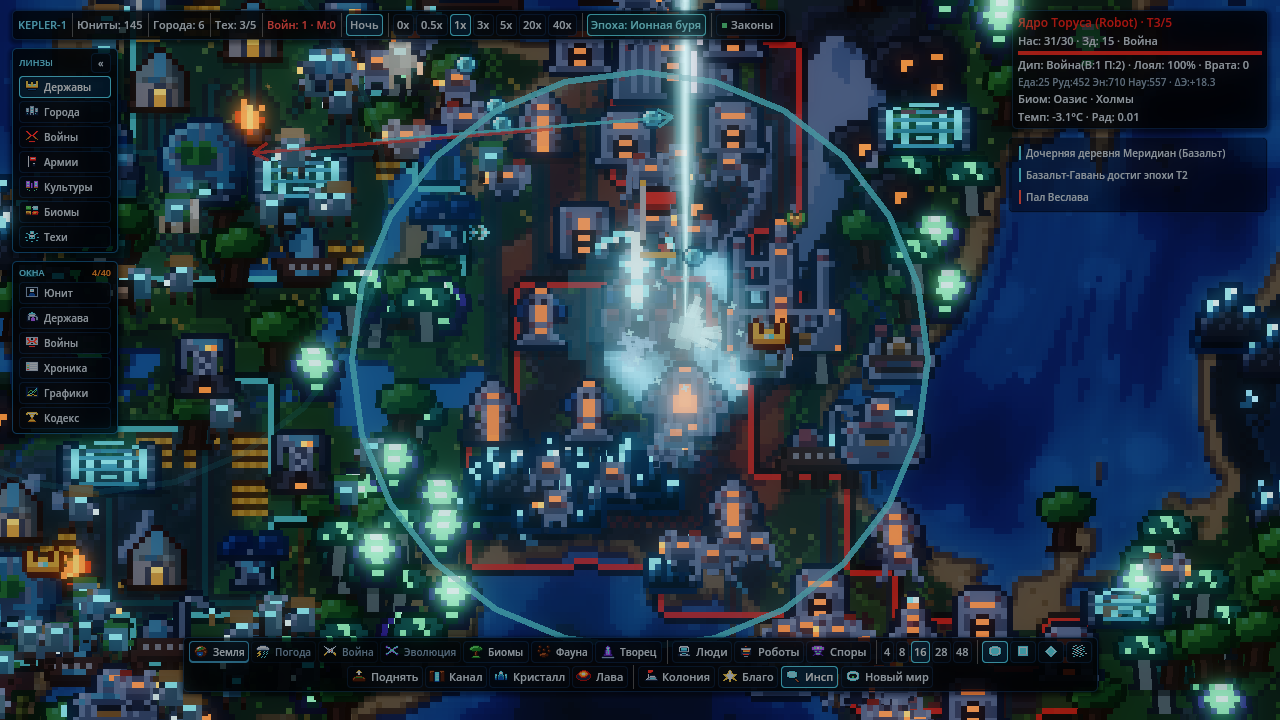 KEPLER-1 Юниты: 145 Города: 6 Тех: 3/5 Войн: 1 · М:0 Ночь 0x 0.5x 1x 3x 5x 20x 40x Эпоха: Ионная буря Законы
Ядро Торуса (Robot) · Т3/5
Нас: 31/30 · Зд: 15 · Война
Дип: Война(В:1 П:2) · Лоял: 100% · Врата: 0
Еда:25 Руд:452 Эн:710 Нау:557 · ΔЭ:+18.3
Биом: Оазис · Холмы
Темп: -3.1°C · Рад: 0.01
Дочерняя деревня Меридиан (Базальт)
Базальт-Гавань достиг эпохи Т2
Пал Веслава
ЛИНЗЫ «
Державы
Города
Войны
Армии
Культуры
Биомы
Техи
ОКНА 4/40
Юнит
Держава
Войны
Хроника
Графики
Кодекс
Земля Погода Война Эволюция Биомы Фауна Творец Люди Роботы Споры 4 8 16 28 48
Поднять Канал Кристалл Лава Колония Благо Инсп Новый мир